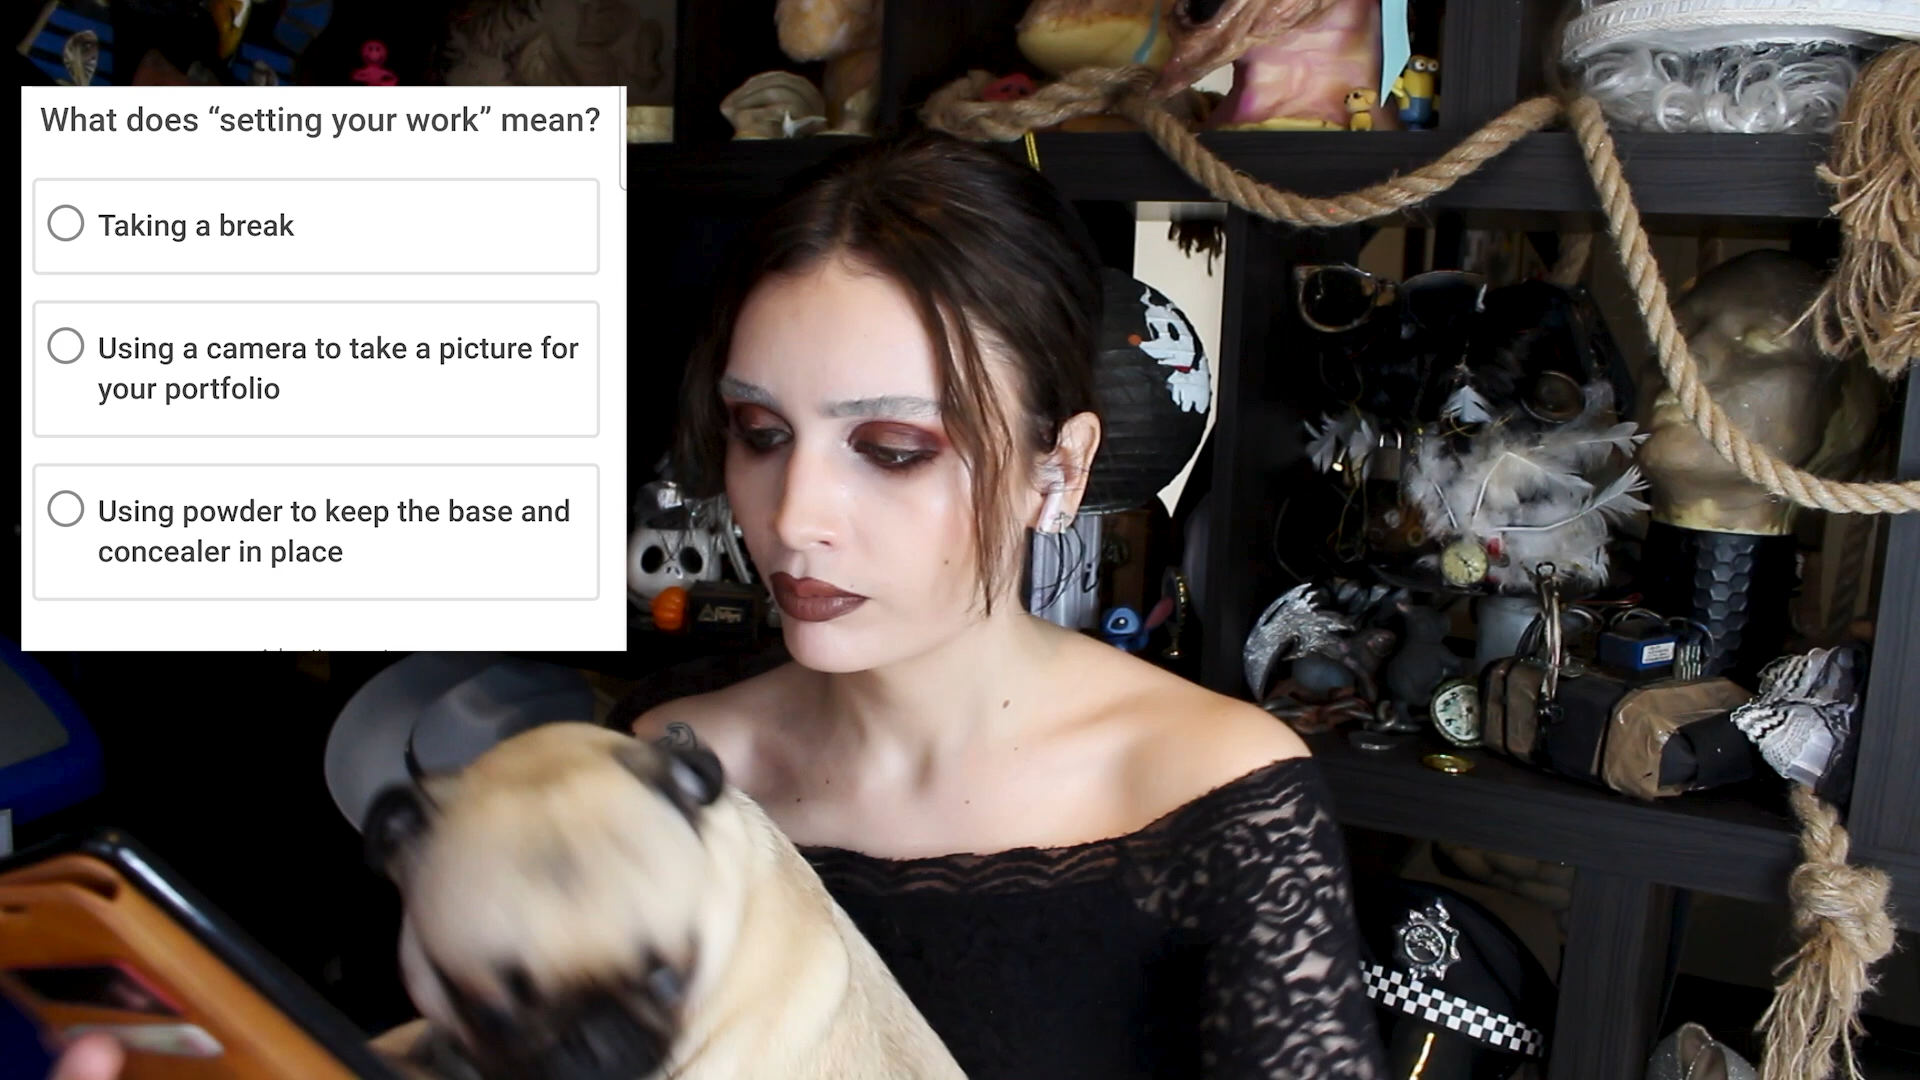 What does “setting your work” mean?
Taking a break
Using a camera to take a picture for
your portfolio
Using powder to keep the base and
concealer in place